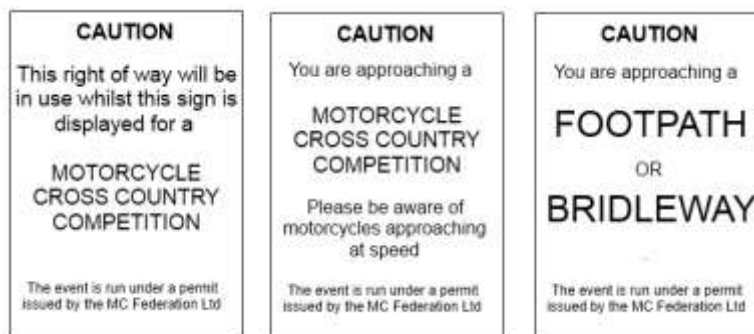 CAUTION
This right of way will be
in use whilst this sign is
displayed for a
MOTORCYCLE
CROSS COUNTRY
COMPETITION
The event is run under a permit
issued by the MC Federation Ltd
CAUTION
You are approaching a
MOTORCYCLE
CROSS COUNTRY
COMPETITION
Please be aware of
motorcycles approaching
at speed
The event is run under a permit
issued by the MC Federation Ltd
CAUTION
You are approaching a
FOOTPATH
OR
BRIDLEWAY
The event is run under a permit
issued by the MC Federation Ltd